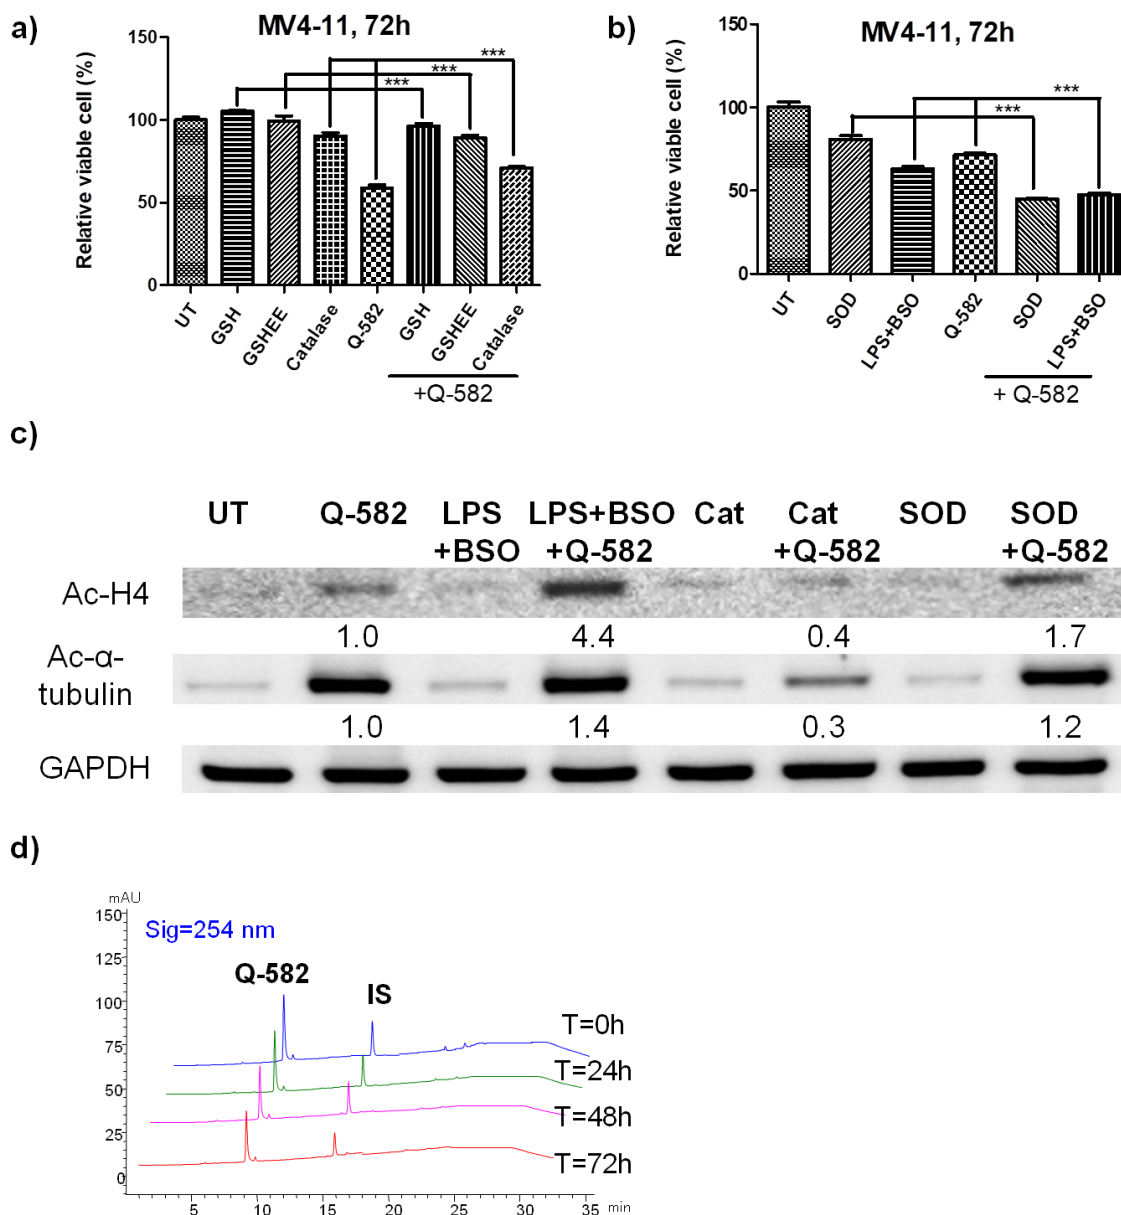 a)
MV4-11, 72h
Relative viable cell (%)
150
100
50
0
***
***
***
UT
GSH
GSHEE
Catalase
Q-582
GSH
GSHEE
Catalase
+Q-582
b)
MV4-11, 72h
Relative viable cell (%)
150
100
50
0
***
***
UT
SOD
LPS+BSO
Q-582
SOD
LPS+BSO
+ Q-582
c)
UT Q-582 LPS LPS+BSO Cat Cat SOD SOD
+BSO +Q-582 +Q-582 +Q-582
Ac-H4
1.0 4.4 0.4 1.7
Ac-α-
tubulin
1.0 1.4 0.3 1.2
GAPDH
d)
mAU
150
125
100
75
50
25
0
Sig=254 nm
Q-582
IS
T=0h
T=24h
T=48h
T=72h
5 10 15 20 25 30 35 min